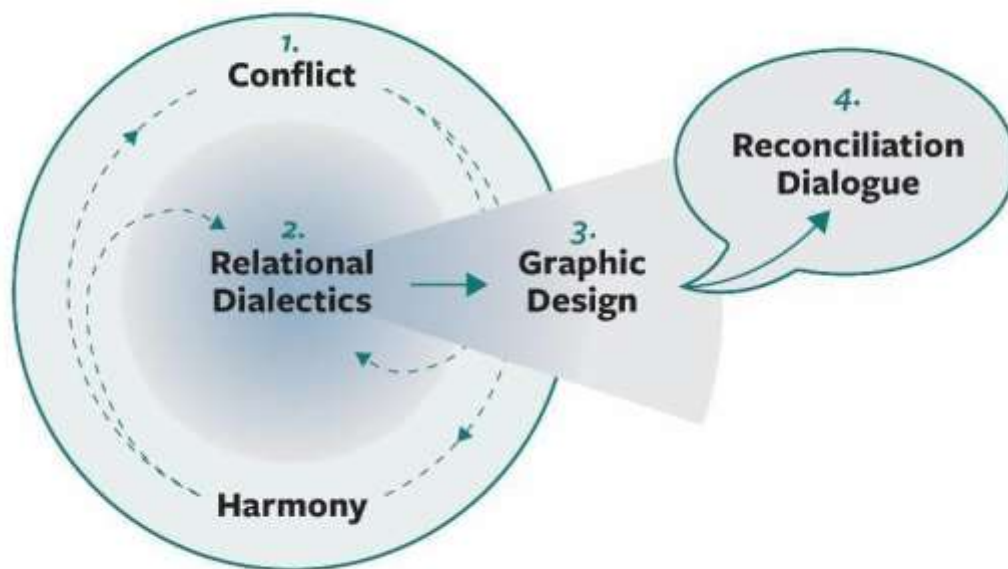 1.
Conflict
2.
Relational
Dialectics
3.
Graphic
Design
4.
Reconciliation
Dialogue
Harmony